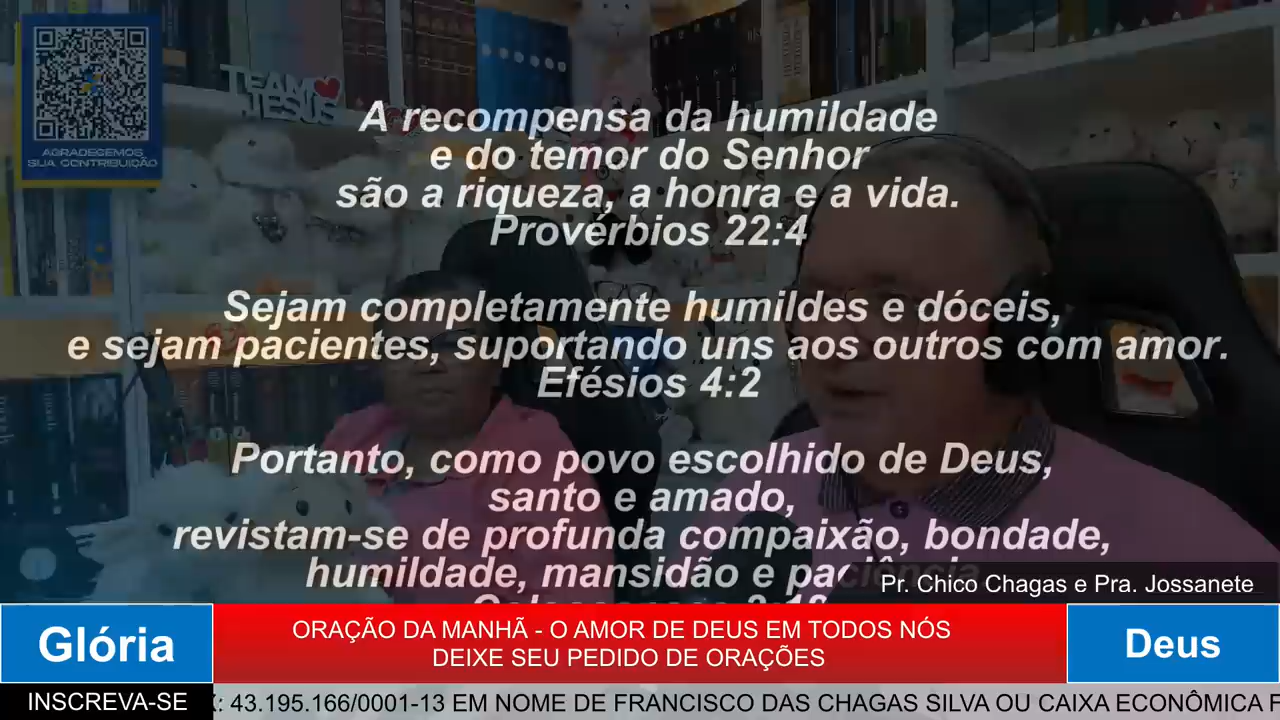 AGRADECEMOS
SUA CONTRIBUIÇÃO
TEAM
JESUS
A recompensa da humildade
e do temor do Senhor
são a riqueza, a honra e a vida.
Provérbios 22:4
Sejam completamente humildes e dóceis,
e sejam pacientes, suportando uns aos outros com amor.
Efésios 4:2
Portanto, como povo escolhido de Deus,
santo e amado,
revistam-se de profunda compaixão, bondade,
humildade, mansidão e paciência
Pr. Chico Chagas e Pra. Jossanete
Glória
ORAÇÃO DA MANHÃ - O AMOR DE DEUS EM TODOS NÓS
DEIXE SEU PEDIDO DE ORAÇÕES
Deus
INSCREVA-SE
: 43.195.166/0001-13 EM NOME DE FRANCISCO DAS CHAGAS SILVA OU CAIXA ECONÔMICA F